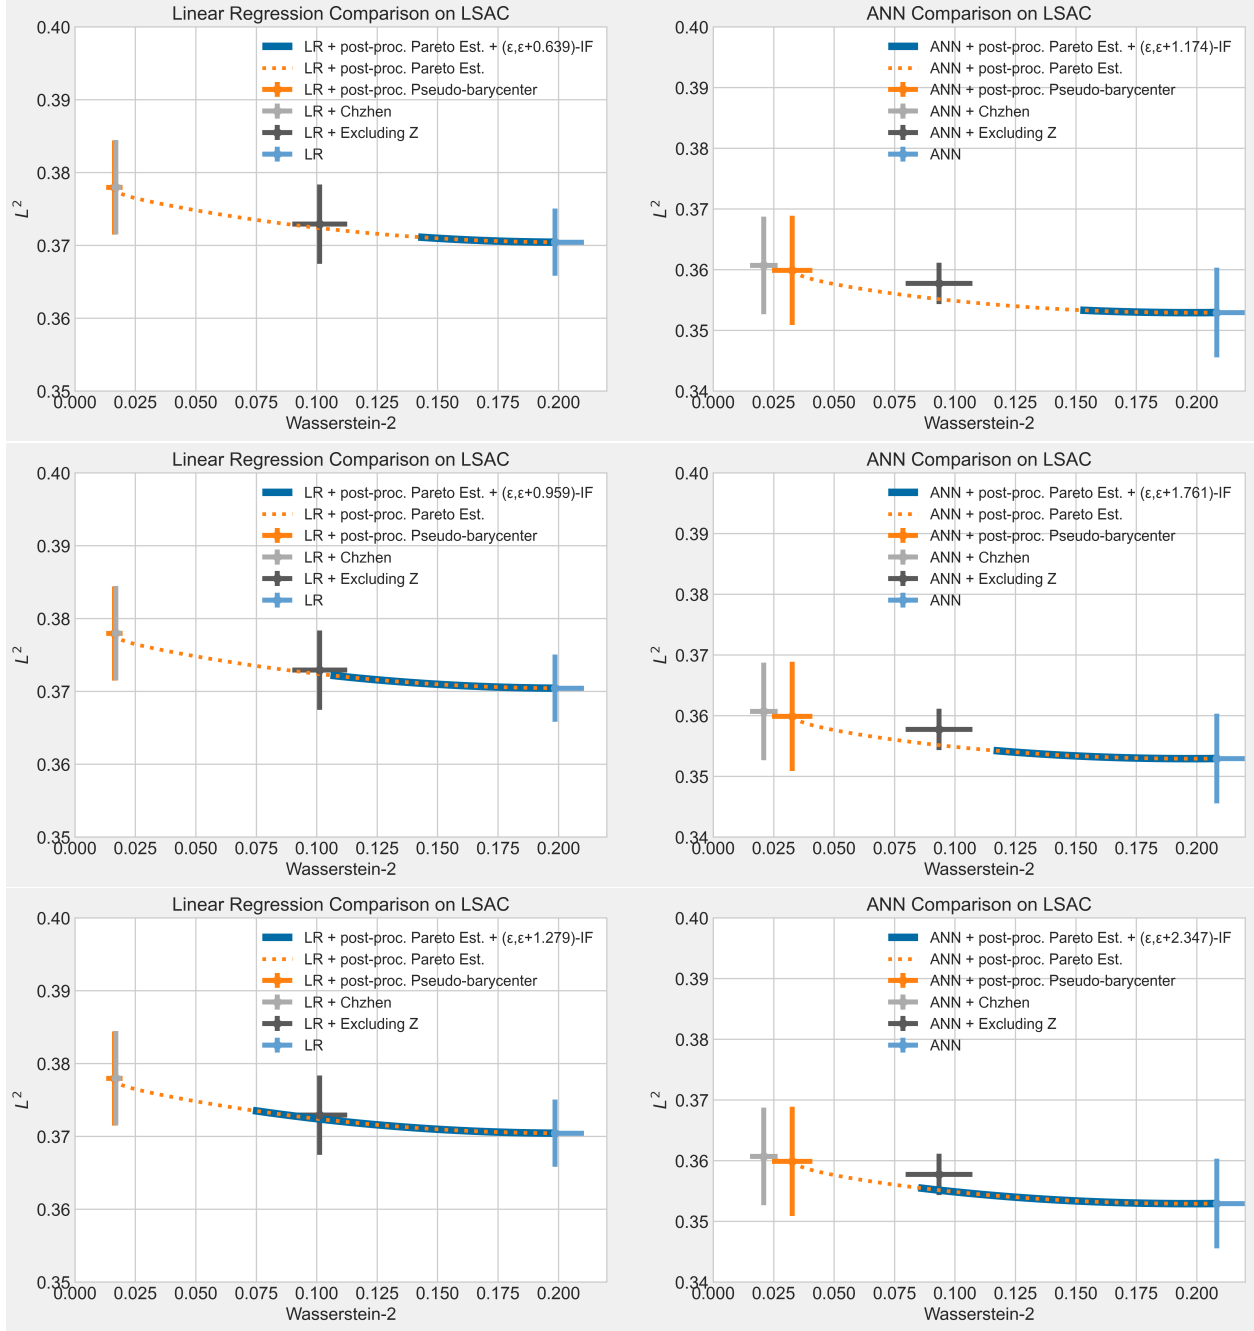 Linear Regression Comparison on LSAC
0.40
0.39
0.38
0.37
0.36
0.35
L²
LR + post-proc. Pareto Est. + (ε,ε+0.639)-IF
LR + post-proc. Pareto Est.
LR + post-proc. Pseudo-barycenter
LR + Chzhen
LR + Excluding Z
LR
0.000 0.025 0.050 0.075 0.100 0.125 0.150 0.175 0.200
Wasserstein-2
ANN Comparison on LSAC
0.40
0.39
0.38
0.37
0.36
0.35
0.34
L²
ANN + post-proc. Pareto Est. + (ε,ε+1.174)-IF
ANN + post-proc. Pareto Est.
ANN + post-proc. Pseudo-barycenter
ANN + Chzhen
ANN + Excluding Z
ANN
0.000 0.025 0.050 0.075 0.100 0.125 0.150 0.175 0.200
Wasserstein-2
Linear Regression Comparison on LSAC
0.40
0.39
0.38
0.37
0.36
0.35
L²
LR + post-proc. Pareto Est. + (ε,ε+0.959)-IF
LR + post-proc. Pareto Est.
LR + post-proc. Pseudo-barycenter
LR + Chzhen
LR + Excluding Z
LR
0.000 0.025 0.050 0.075 0.100 0.125 0.150 0.175 0.200
Wasserstein-2
ANN Comparison on LSAC
0.40
0.39
0.38
0.37
0.36
0.35
0.34
L²
ANN + post-proc. Pareto Est. + (ε,ε+1.761)-IF
ANN + post-proc. Pareto Est.
ANN + post-proc. Pseudo-barycenter
ANN + Chzhen
ANN + Excluding Z
ANN
0.000 0.025 0.050 0.075 0.100 0.125 0.150 0.175 0.200
Wasserstein-2
Linear Regression Comparison on LSAC
0.40
0.39
0.38
0.37
0.36
0.35
L²
LR + post-proc. Pareto Est. + (ε,ε+1.279)-IF
LR + post-proc. Pareto Est.
LR + post-proc. Pseudo-barycenter
LR + Chzhen
LR + Excluding Z
LR
0.000 0.025 0.050 0.075 0.100 0.125 0.150 0.175 0.200
Wasserstein-2
ANN Comparison on LSAC
0.40
0.39
0.38
0.37
0.36
0.35
0.34
L²
ANN + post-proc. Pareto Est. + (ε,ε+2.347)-IF
ANN + post-proc. Pareto Est.
ANN + post-proc. Pseudo-barycenter
ANN + Chzhen
ANN + Excluding Z
ANN
0.000 0.025 0.050 0.075 0.100 0.125 0.150 0.175 0.200
Wasserstein-2